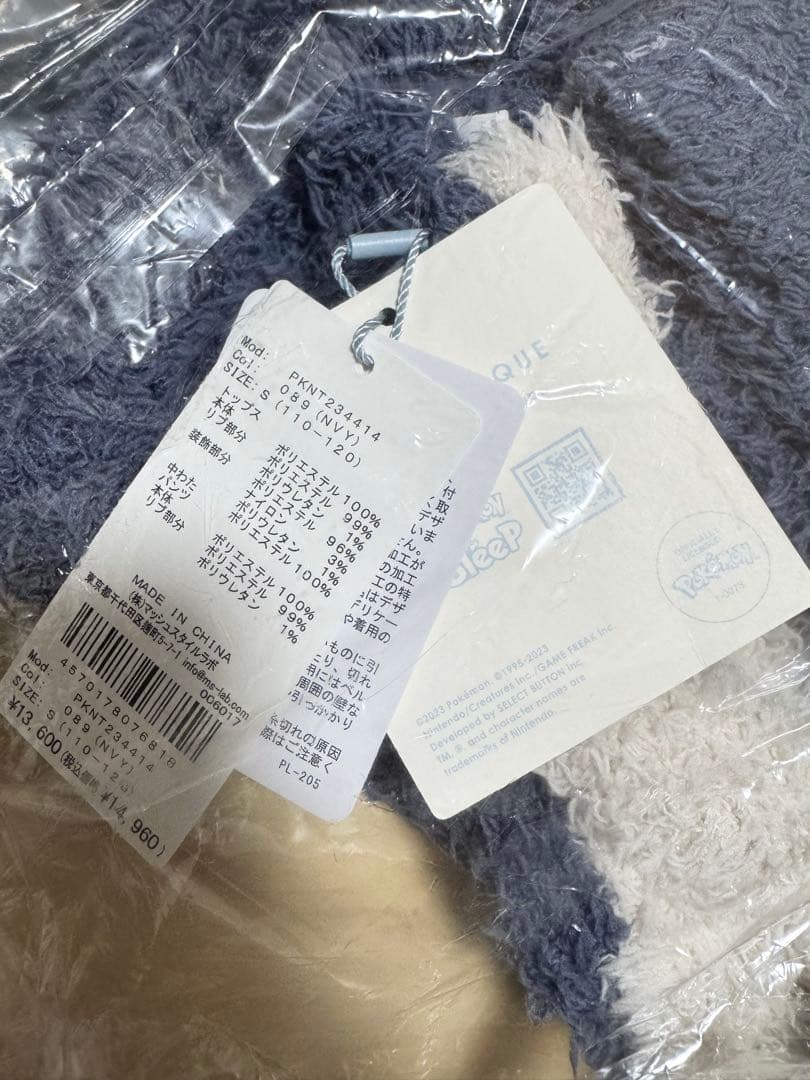 Mod: PKNT234414
Col: 089 (NVY)
SIZE: S (110-120)
トップス
本体 ポリエステル 100%
リブ部分 ポリエステル 99%
ポリウレタン 1%
装飾部分 ポリエステル 96%
ナイロン 3%
ポリウレタン 1%
中わた ポリエステル 100%
パンツ
本体 ポリエステル 100%
リブ部分 ポリエステル 99%
ポリウレタン 1%
MADE IN CHINA
(株)マッシュスタイルラボ
東京都千代田区麹町5-7-1 info@ms-lab.com
006017
4570178076818
Mod: PKNT234414
Col: 089 (NVY)
SIZE: S (110-120)
¥13,600 (税込価格 ¥14,960)
PL-205
QUE
Sleep
Pokémon
©2023 Pokémon. ©1995-2023
Nintendo/Creatures Inc./GAME FREAK inc.
Developed by SELECT BUTTON inc.
TM, ®, and character names are
trademarks of Nintendo.